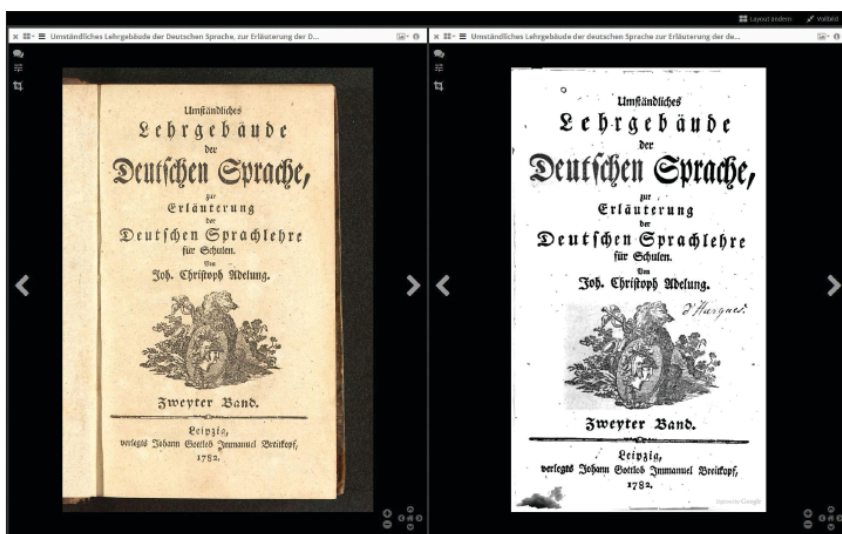 Layout ändern Vollbild
Umständliches Lehrgebäude der Deutschen Sprache, zur Erläuterung der D...
Umständliches
Lehrgebäude
der
Deutschen Sprache,
zur
Erläuterung
der
Deutschen Sprachlehre
für Schulen.
Von
Joh. Christoph Adelung.
Zweyter Band.
Leipzig,
verlegts Johann Gottlob Immanuel Breitkopf,
1782.
Umständliches Lehrgebäude der deutschen Sprache zur Erläuterung der de...
Umständliches
Lehrgebäude
der
Deutschen Sprache,
zur
Erläuterung
der
Deutschen Sprachlehre
für Schulen.
Von
Joh. Christoph Adelung.
d'Hargues.
Zweyter Band.
Leipzig,
verlegts Johann Gottlob Immanuel Breitkopf,
1782.
Google